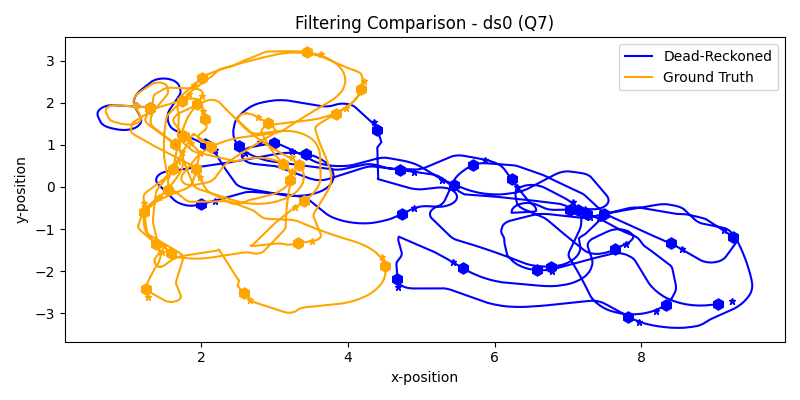 Filtering Comparison - ds0 (Q7)
Dead-Reckoned
Ground Truth
y-position
3
2
1
0
−1
−2
−3
2
4
6
8
x-position